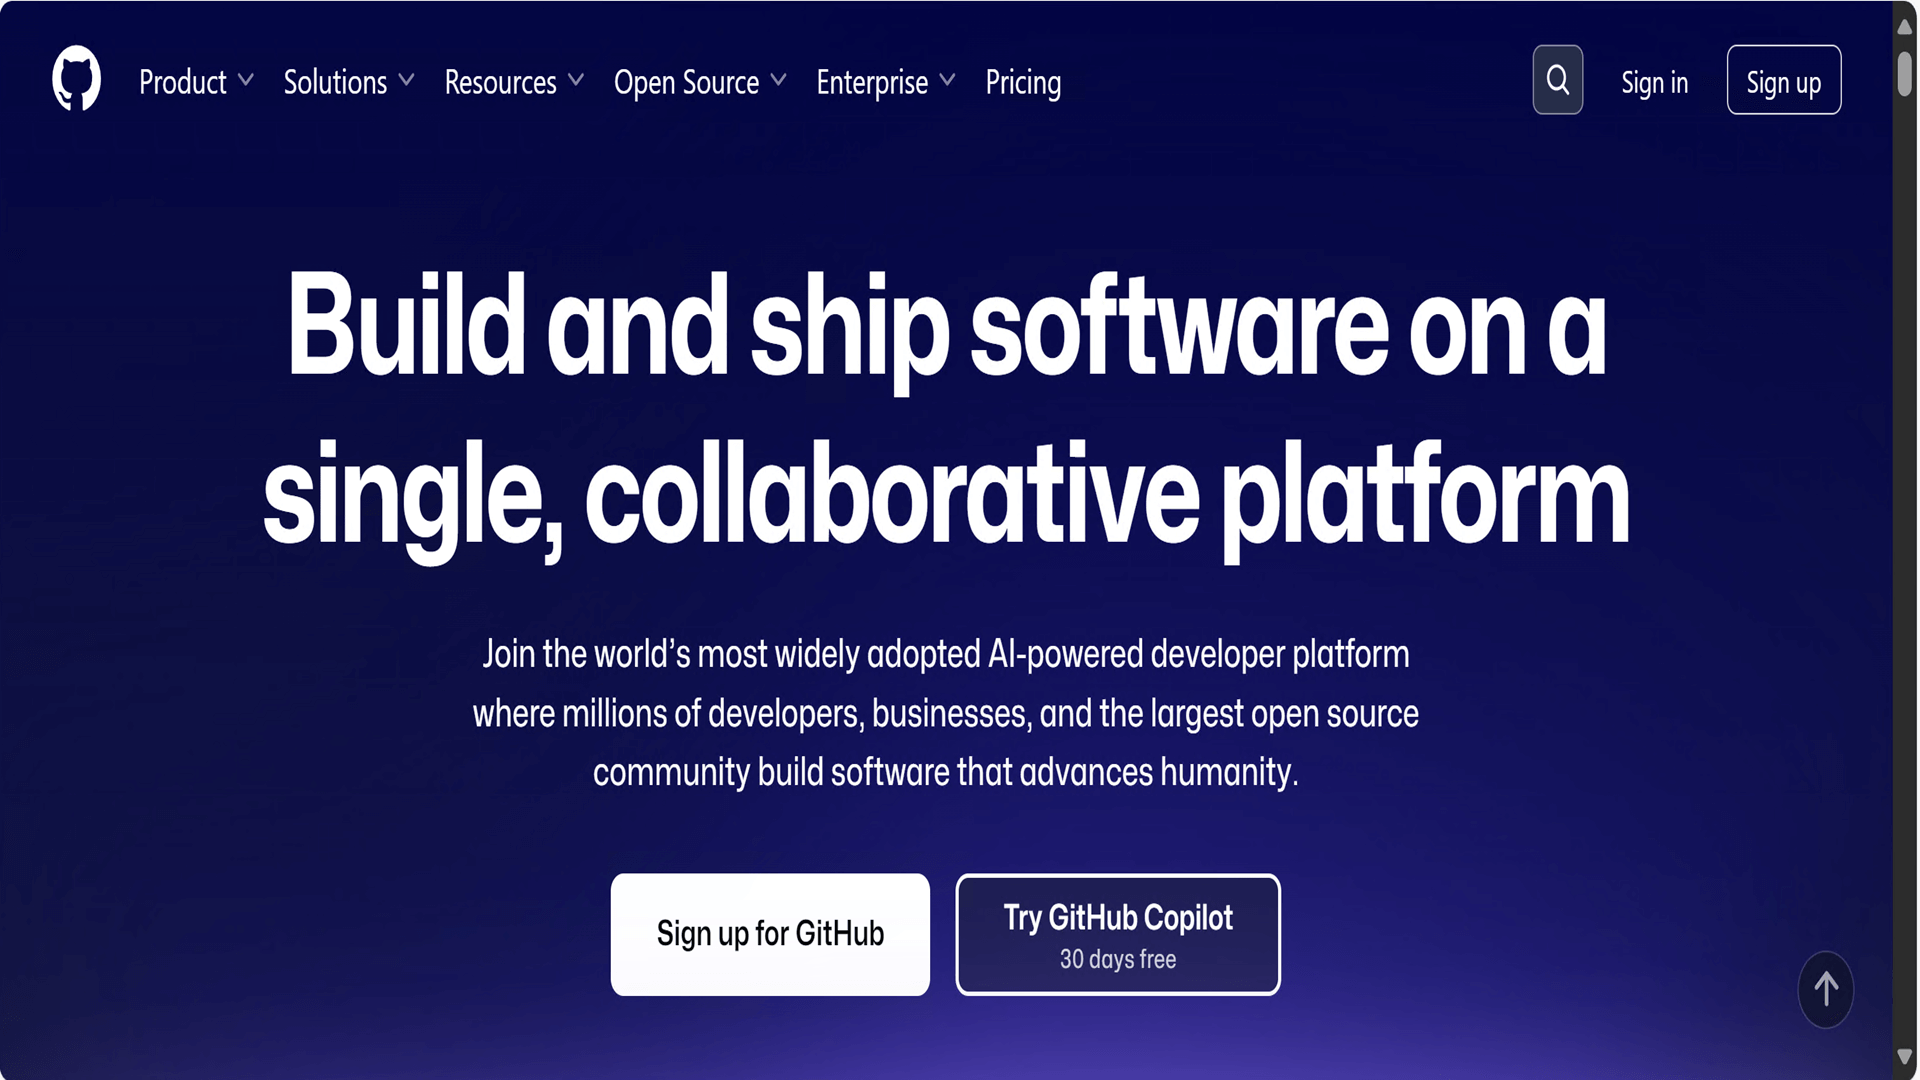 Product Solutions Resources Open Source Enterprise Pricing Sign in Sign up
Build and ship software on a
single, collaborative platform
Join the world’s most widely adopted AI-powered developer platform
where millions of developers, businesses, and the largest open source
community build software that advances humanity.
Sign up for GitHub
Try GitHub Copilot
30 days free